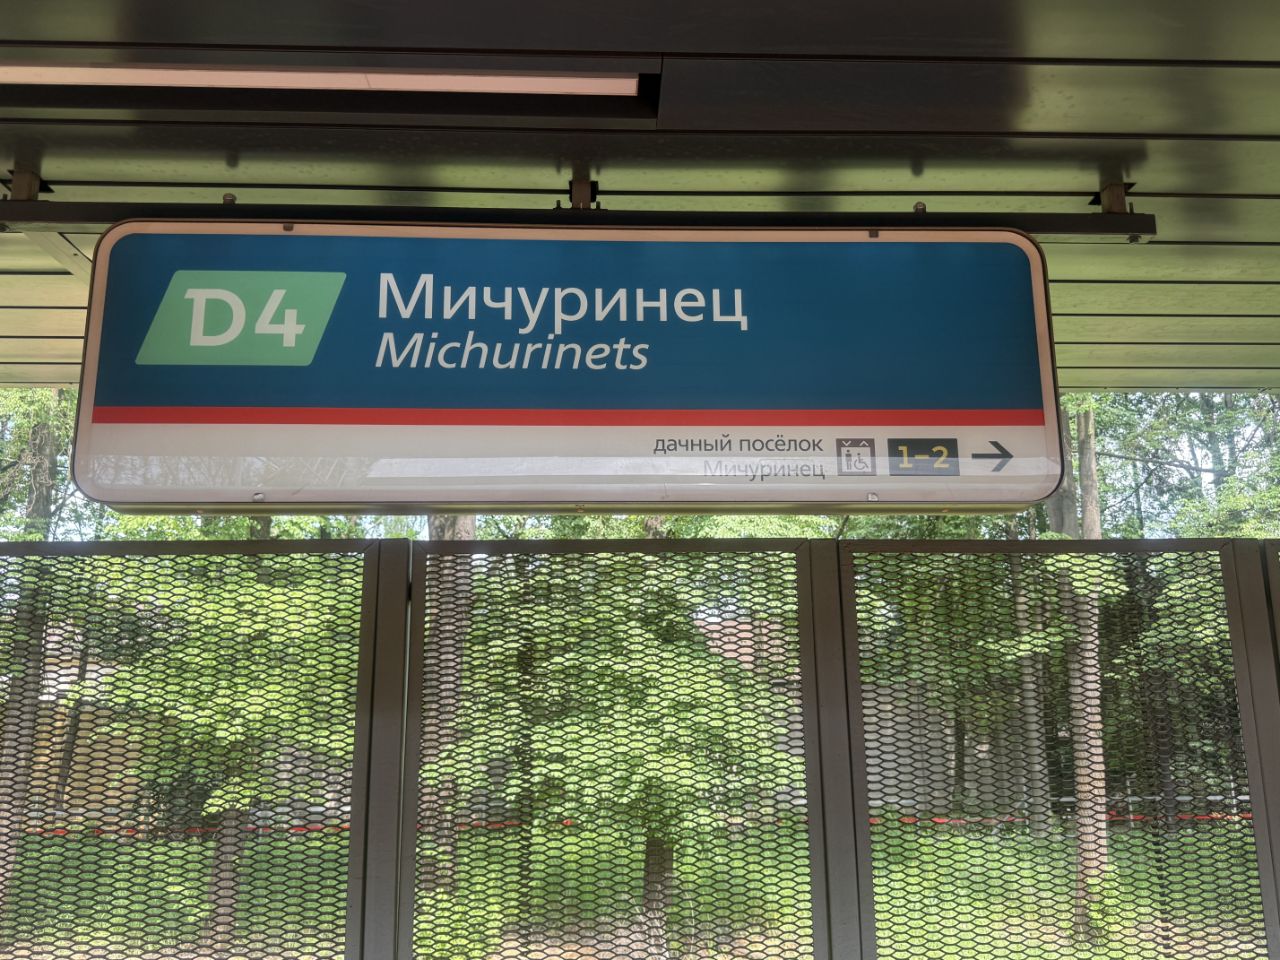 D4
Мичуринец
Michurinets
дачный посёлок
Мичуринец
1–2 →